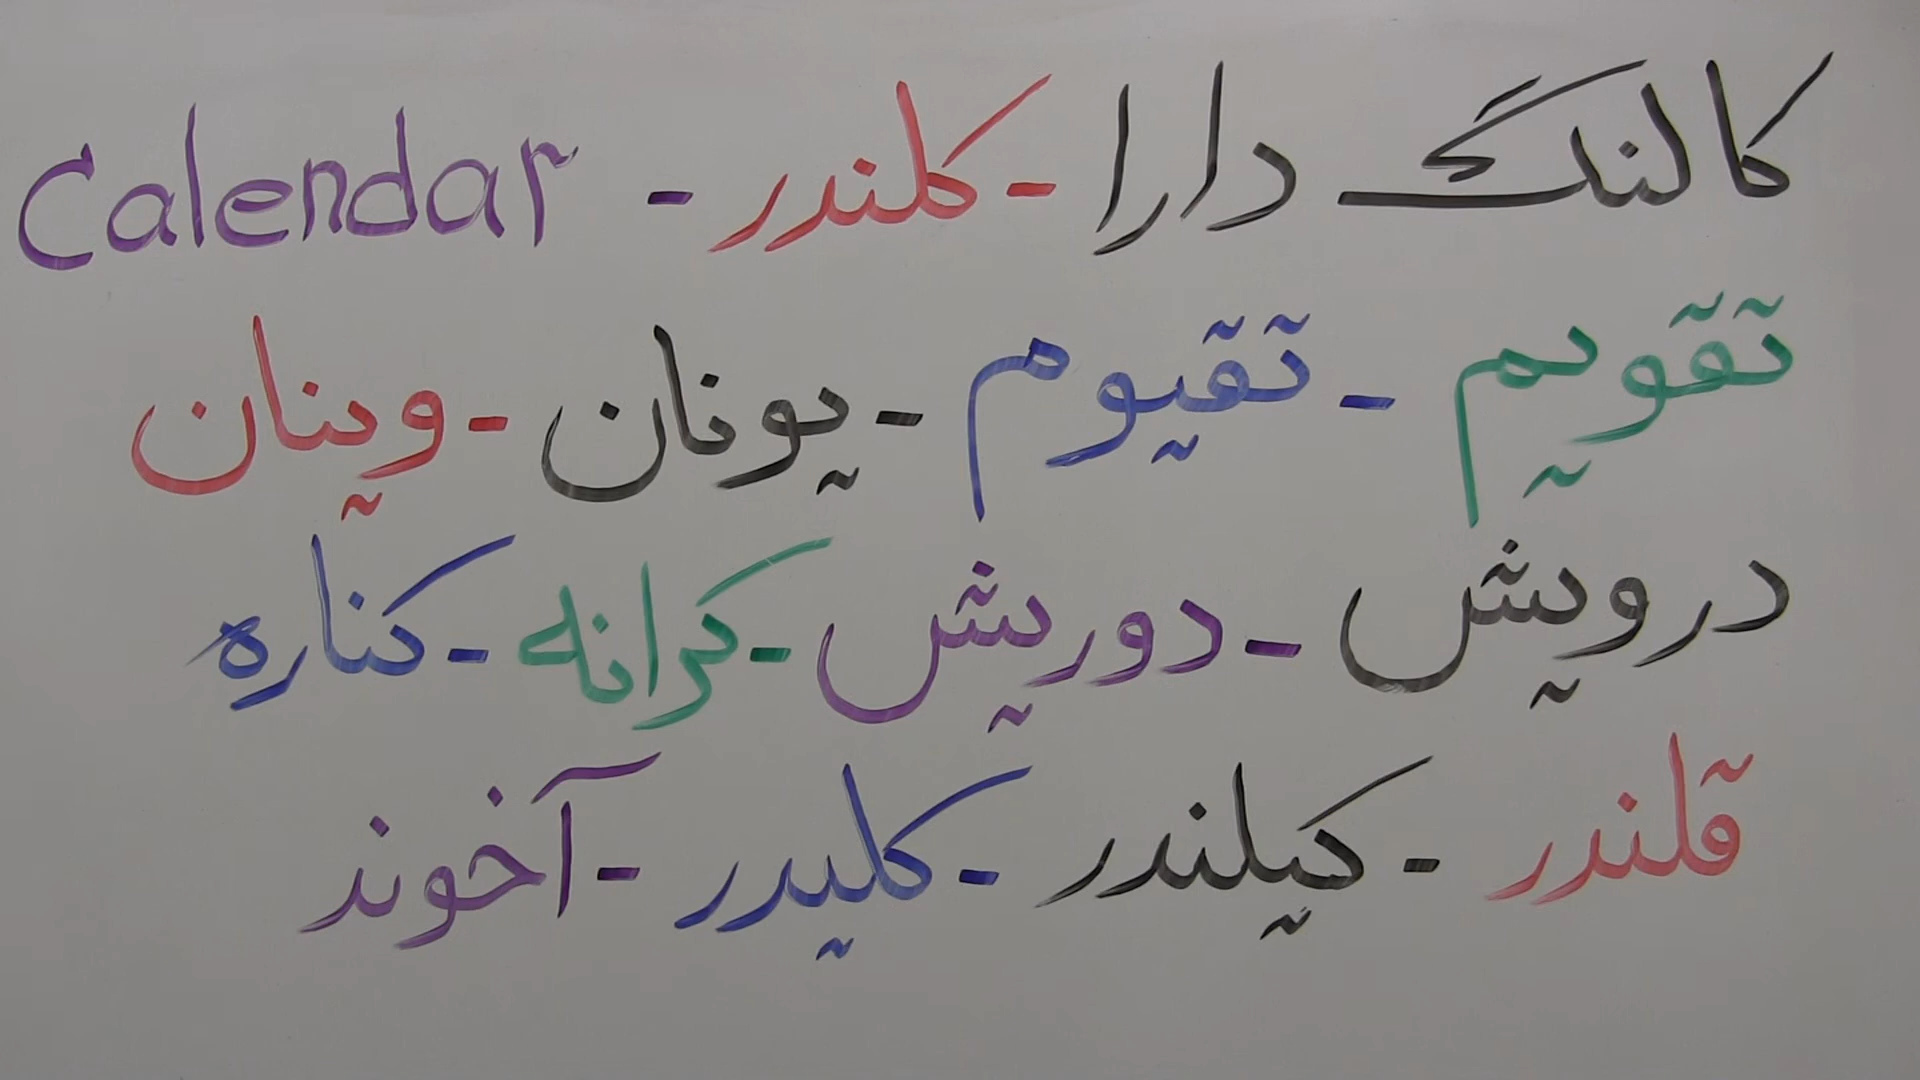 کالنگ دارا - کلندر - Calendar
تقویم - تقیوم - یونان - وینان
درویش - دوریش - کرانه - کناره
قلندر - کیلندر - کلیدر - آخوند